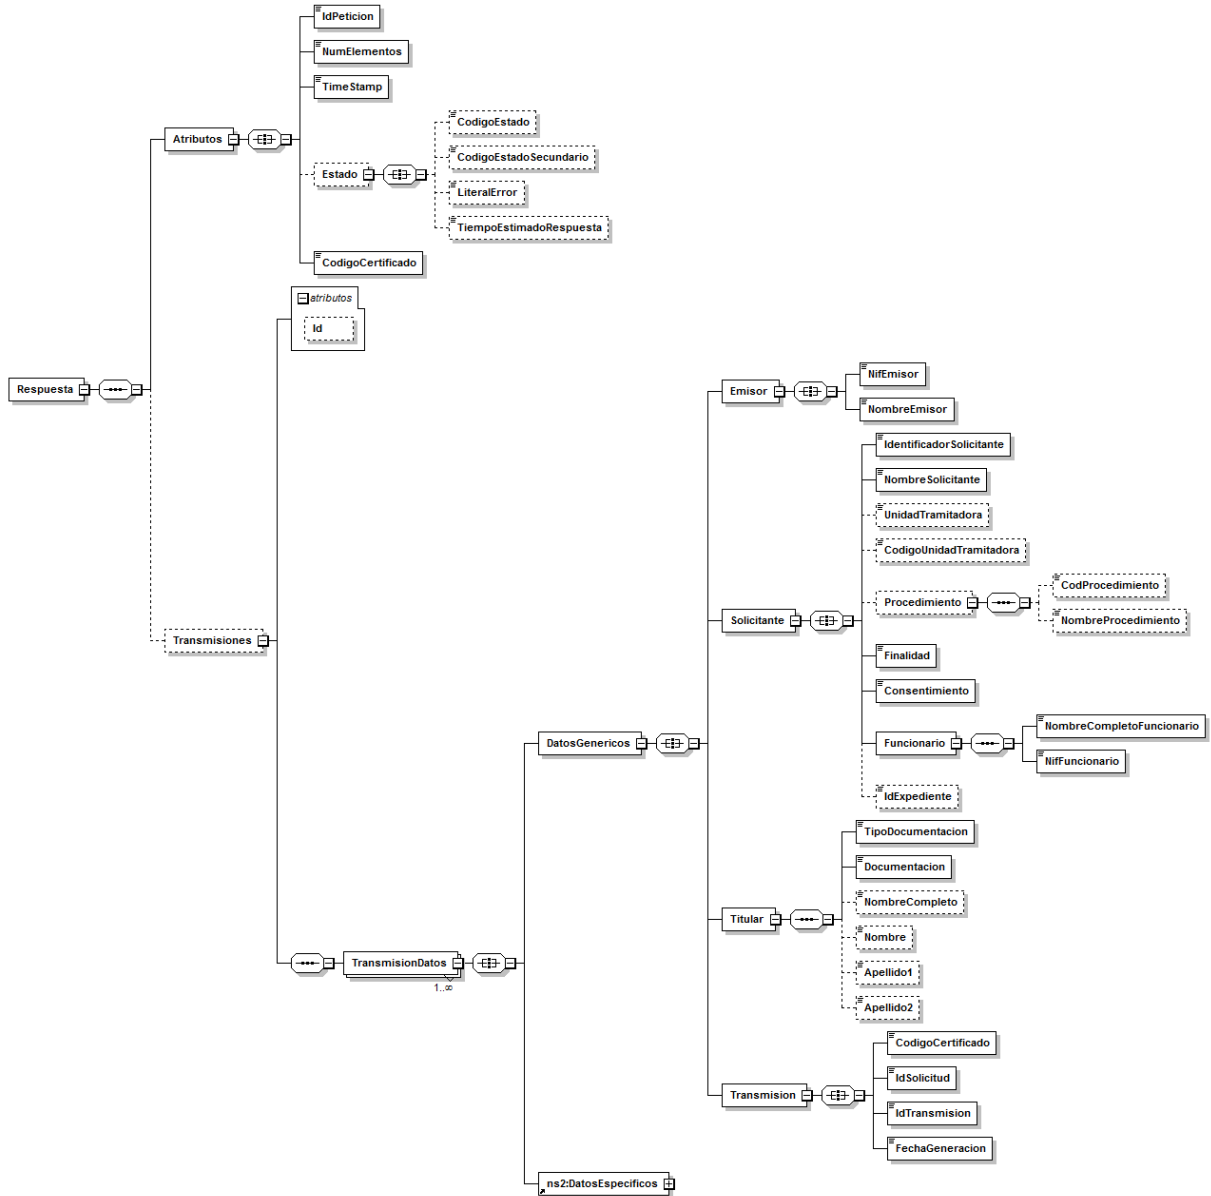 IdPeticion
NumElementos
TimeStamp
Atributos
CodigoEstado
CodigoEstadoSecundario
Estado
LiteralError
TiempoEstimadoRespuesta
CodigoCertificado
atributos
Id
Respuesta
Transmisiones
Emisor
NifEmisor
NombreEmisor
IdentificadorSolicitante
NombreSolicitante
UnidadTramitadora
CodigoUnidadTramitadora
Solicitante
Procedimiento
CodProcedimiento
NombreProcedimiento
Finalidad
Consentimiento
DatosGenericos
Funcionario
NombreCompletoFuncionario
NifFuncionario
IdExpediente
TipoDocumentacion
Documentacion
NombreCompleto
Titular
Nombre
Apellido1
Apellido2
TransmisionDatos
1..∞
CodigoCertificado
IdSolicitud
Transmision
IdTransmision
FechaGeneracion
ns2:DatosEspecificos